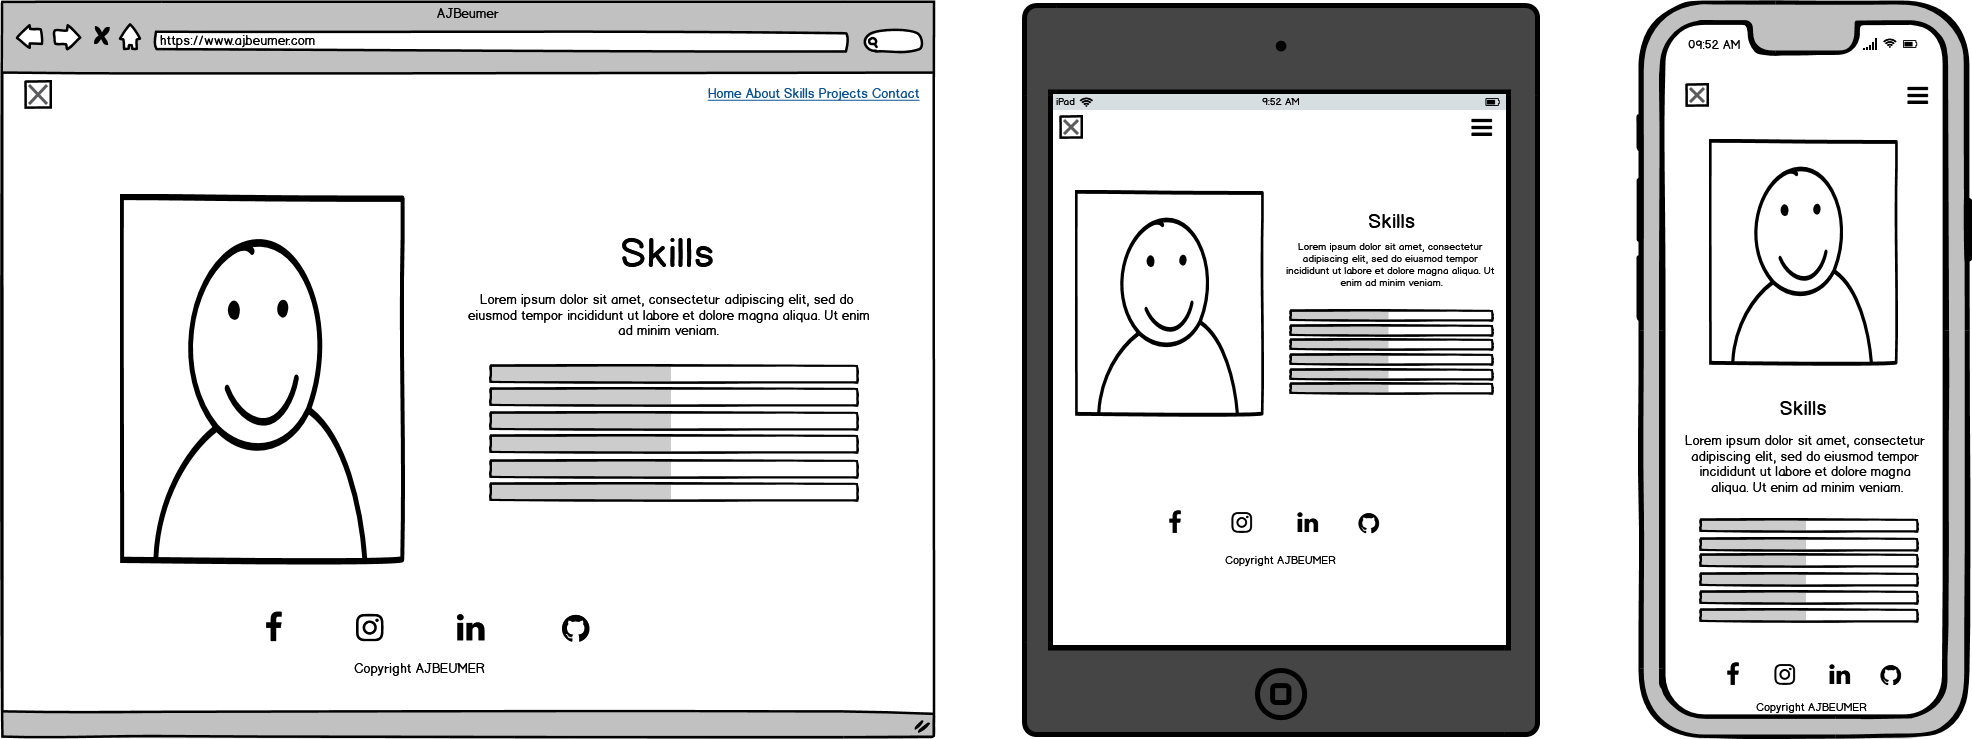 AJBeumer
https://www.ajbeumer.com
Home About Skills Projects Contact
Skills
Lorem ipsum dolor sit amet, consectetur adipiscing elit, sed do
eiusmod tempor incididunt ut labore et dolore magna aliqua. Ut enim
ad minim veniam.
Copyright AJBEUMER
iPad
9:52 AM
Skills
Lorem ipsum dolor sit amet, consectetur
adipiscing elit, sed do eiusmod tempor
incididunt ut labore et dolore magna aliqua. Ut
enim ad minim veniam.
Copyright AJBEUMER
09:52 AM
Skills
Lorem ipsum dolor sit amet, consectetur
adipiscing elit, sed do eiusmod tempor
incididunt ut labore et dolore magna
aliqua. Ut enim ad minim veniam.
Copyright AJBEUMER